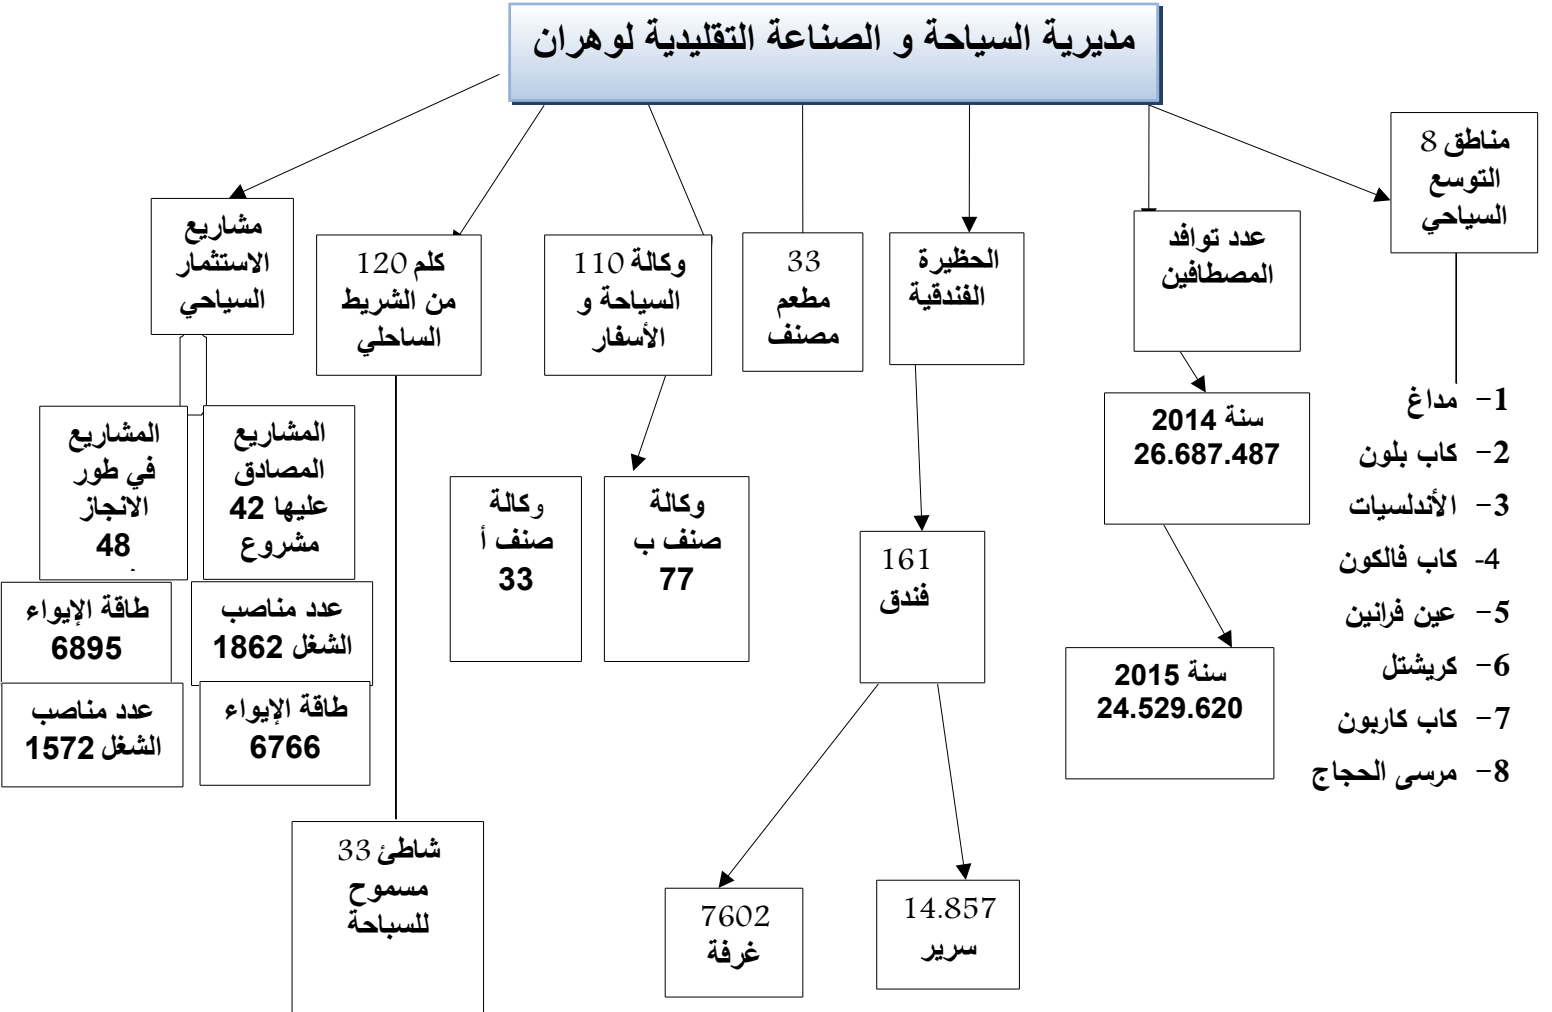 مديرية السياحة و الصناعة التقليدية لوهران
8 مناطق
التوسع
السياحي
1- مداغ
2- كاب بلون
3- الأندلسيات
4- كاب فالكون
5- عين فرانين
6- كريشتل
7- كاب كاربون
8- مرسى الحجاج
عدد توافد
المصطافين
سنة 2014
26.687.487
سنة 2015
24.529.620
الحظيرة
الفندقية
161
فندق
14.857
سرير
7602
غرفة
33
مطعم
مصنف
110 وكالة
السياحة و
الأسفار
وكالة
صنف ب
77
وكالة
صنف أ
33
120 كلم
من الشريط
الساحلي
33 شاطئ
مسموح
للسباحة
مشاريع
الاستثمار
السياحي
المشاريع
المصادق
عليها 42
مشروع
عدد مناصب
الشغل 1862
طاقة الإيواء
6766
المشاريع
في طور
الانجاز
48
طاقة الإيواء
6895
عدد مناصب
الشغل 1572